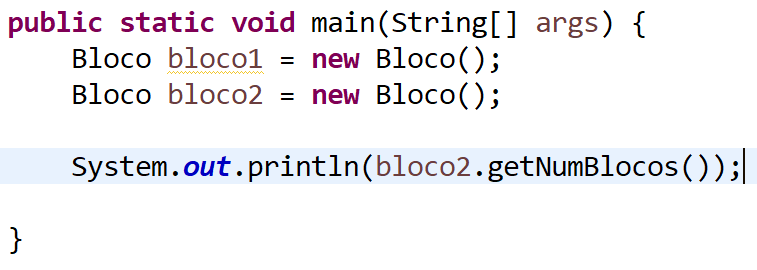 public static void main(String[] args) {
    Bloco bloco1 = new Bloco();
    Bloco bloco2 = new Bloco();
    System.out.println(bloco2.getNumBlocos());
}